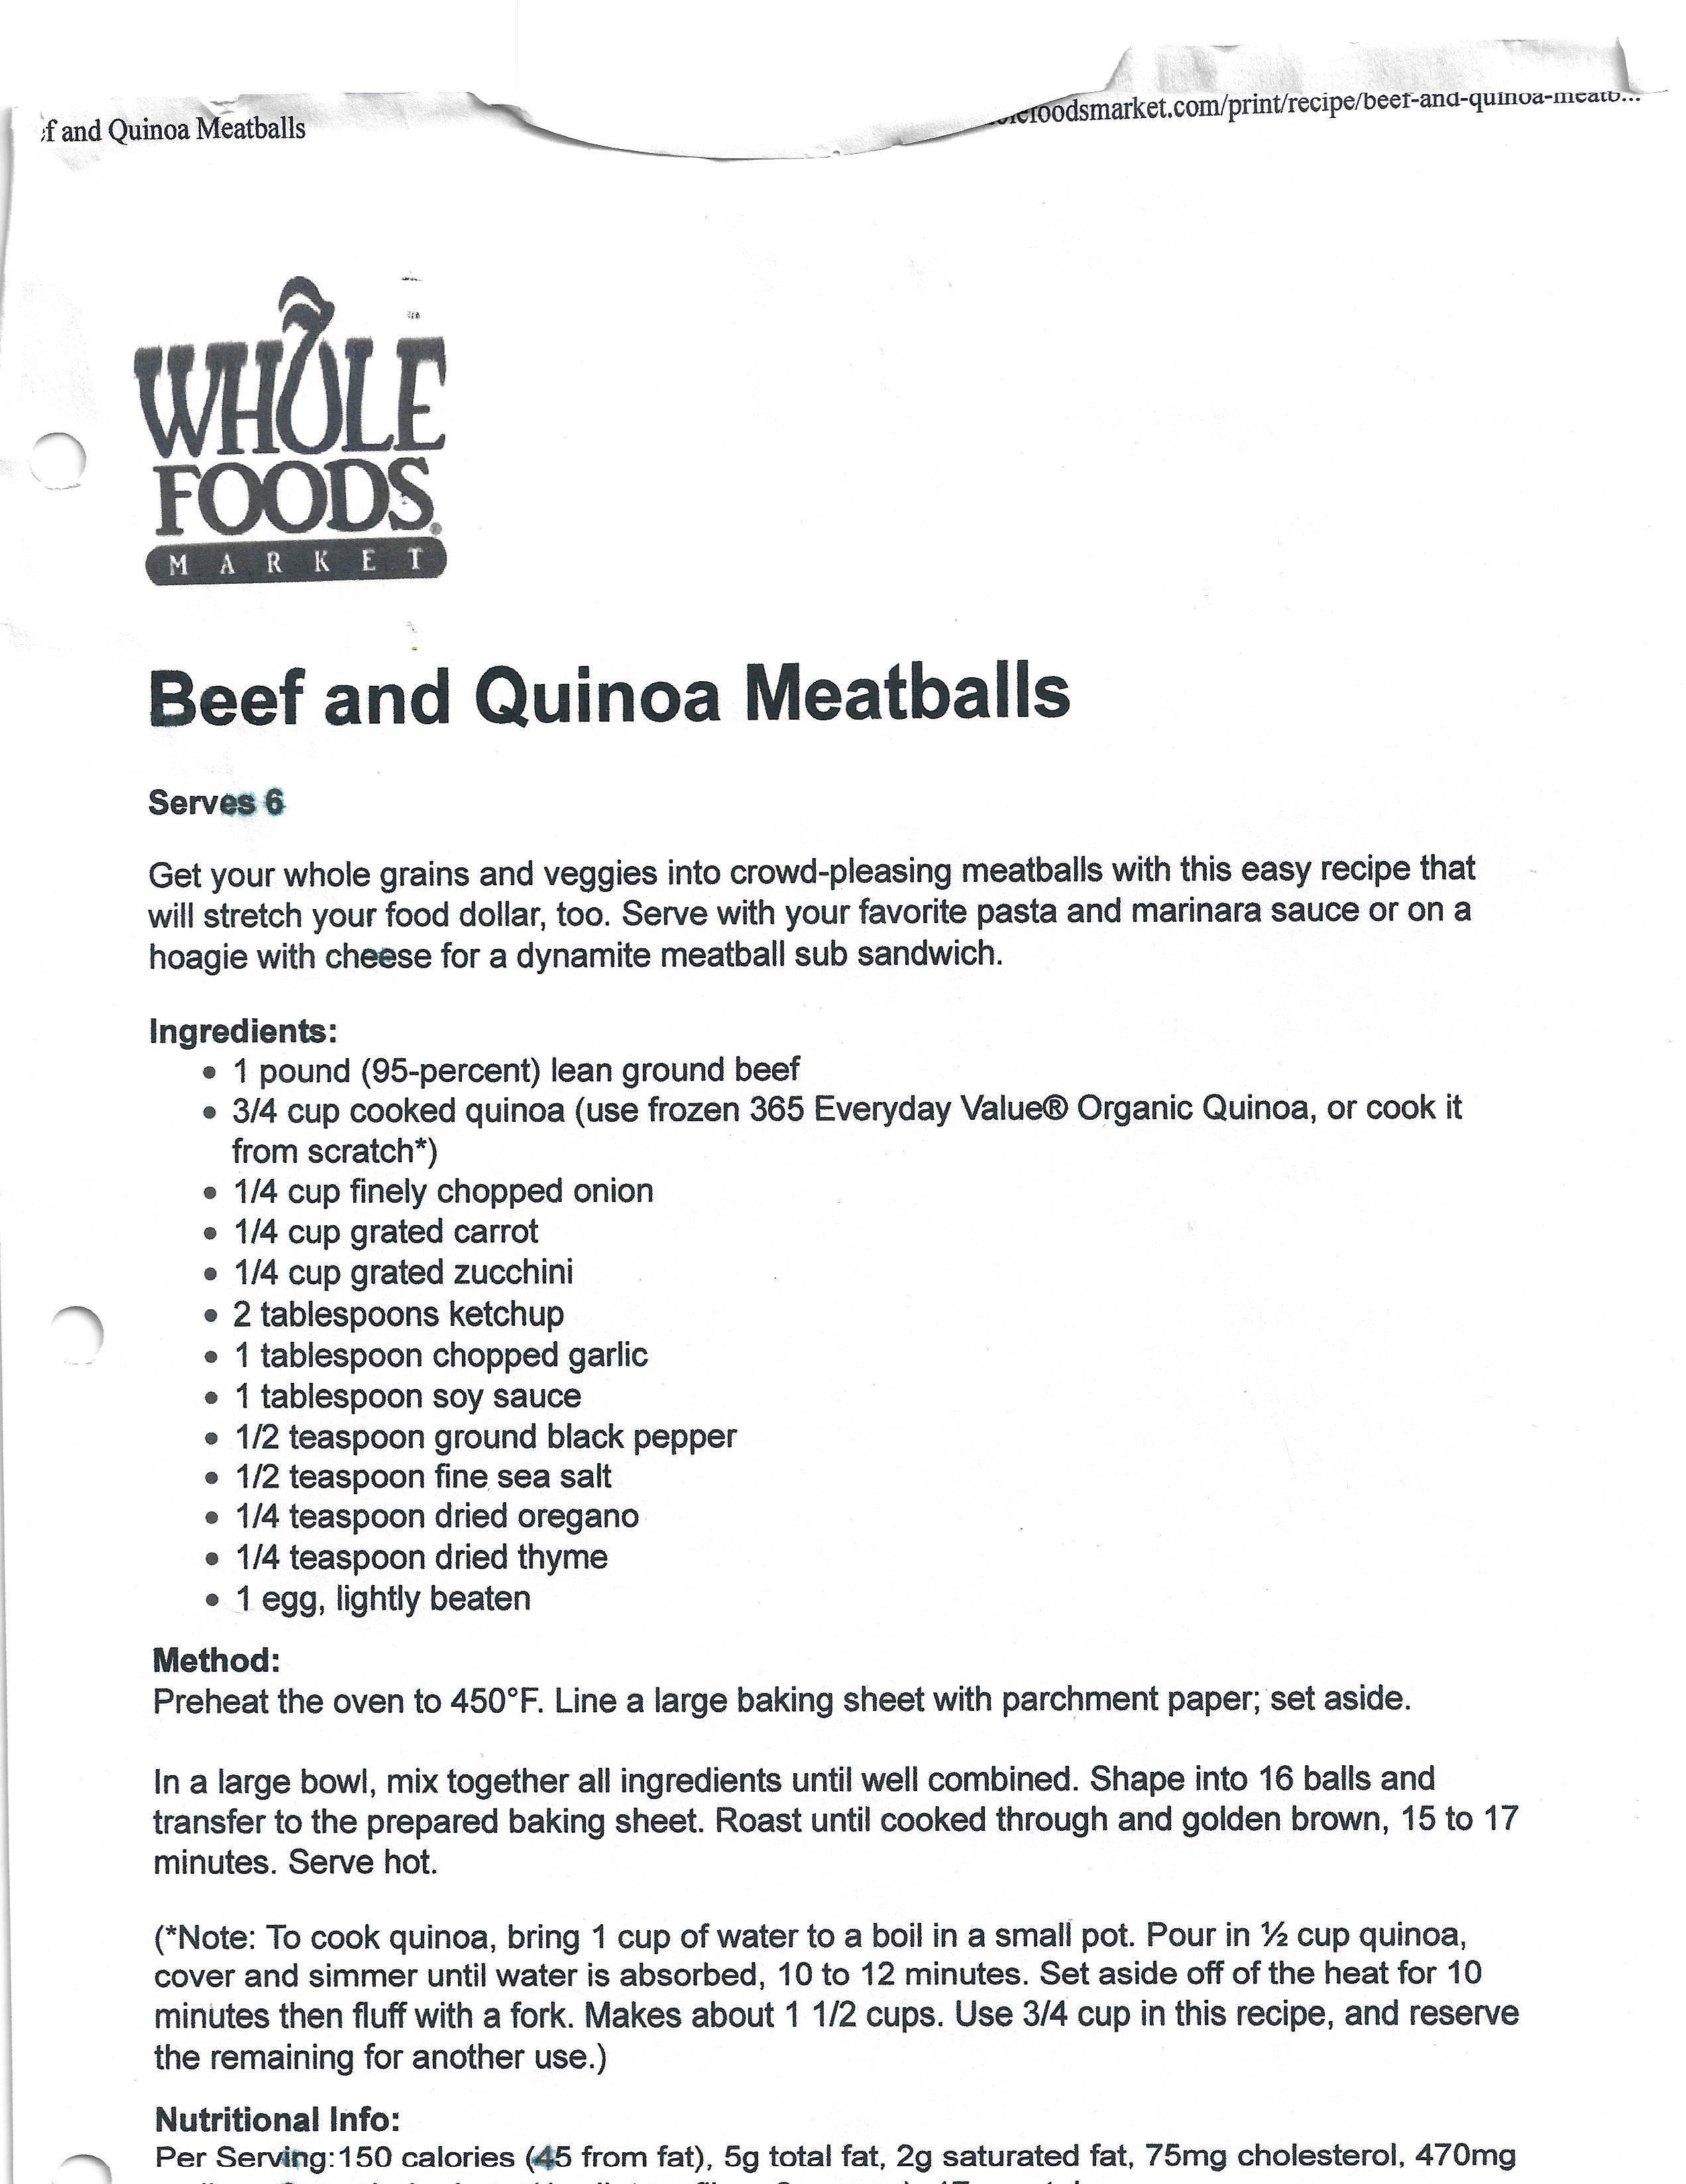 f and Quinoa Meatballs
foodsmarket.com/print/recipe/beef-and-quinoa-meatb...
WHOLE
FOODS®
MARKET
Beef and Quinoa Meatballs
Serves 6
Get your whole grains and veggies into crowd-pleasing meatballs with this easy recipe that
will stretch your food dollar, too. Serve with your favorite pasta and marinara sauce or on a
hoagie with cheese for a dynamite meatball sub sandwich.
Ingredients:
• 1 pound (95-percent) lean ground beef
• 3/4 cup cooked quinoa (use frozen 365 Everyday Value® Organic Quinoa, or cook it
from scratch*)
• 1/4 cup finely chopped onion
• 1/4 cup grated carrot
• 1/4 cup grated zucchini
• 2 tablespoons ketchup
• 1 tablespoon chopped garlic
• 1 tablespoon soy sauce
• 1/2 teaspoon ground black pepper
• 1/2 teaspoon fine sea salt
• 1/4 teaspoon dried oregano
• 1/4 teaspoon dried thyme
• 1 egg, lightly beaten
Method:
Preheat the oven to 450°F. Line a large baking sheet with parchment paper; set aside.
In a large bowl, mix together all ingredients until well combined. Shape into 16 balls and
transfer to the prepared baking sheet. Roast until cooked through and golden brown, 15 to 17
minutes. Serve hot.
(*Note: To cook quinoa, bring 1 cup of water to a boil in a small pot. Pour in ½ cup quinoa,
cover and simmer until water is absorbed, 10 to 12 minutes. Set aside off of the heat for 10
minutes then fluff with a fork. Makes about 1 1/2 cups. Use 3/4 cup in this recipe, and reserve
the remaining for another use.)
Nutritional Info:
Per Serving:150 calories (45 from fat), 5g total fat, 2g saturated fat, 75mg cholesterol, 470mg